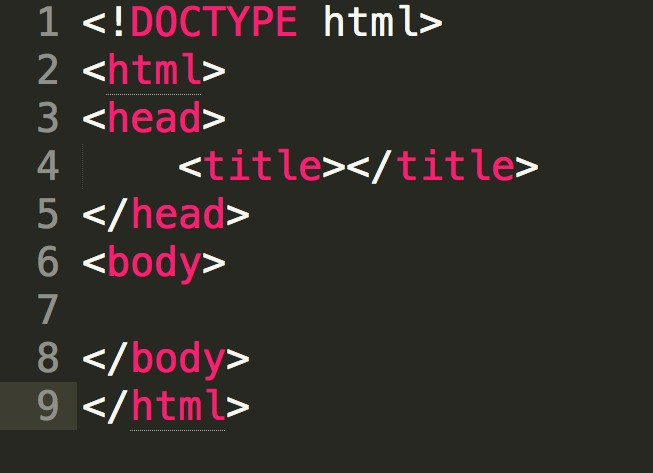 1 <!DOCTYPE html>
2 <html>
3 <head>
4     <title></title>
5 </head>
6 <body>
7
8 </body>
9 </html>